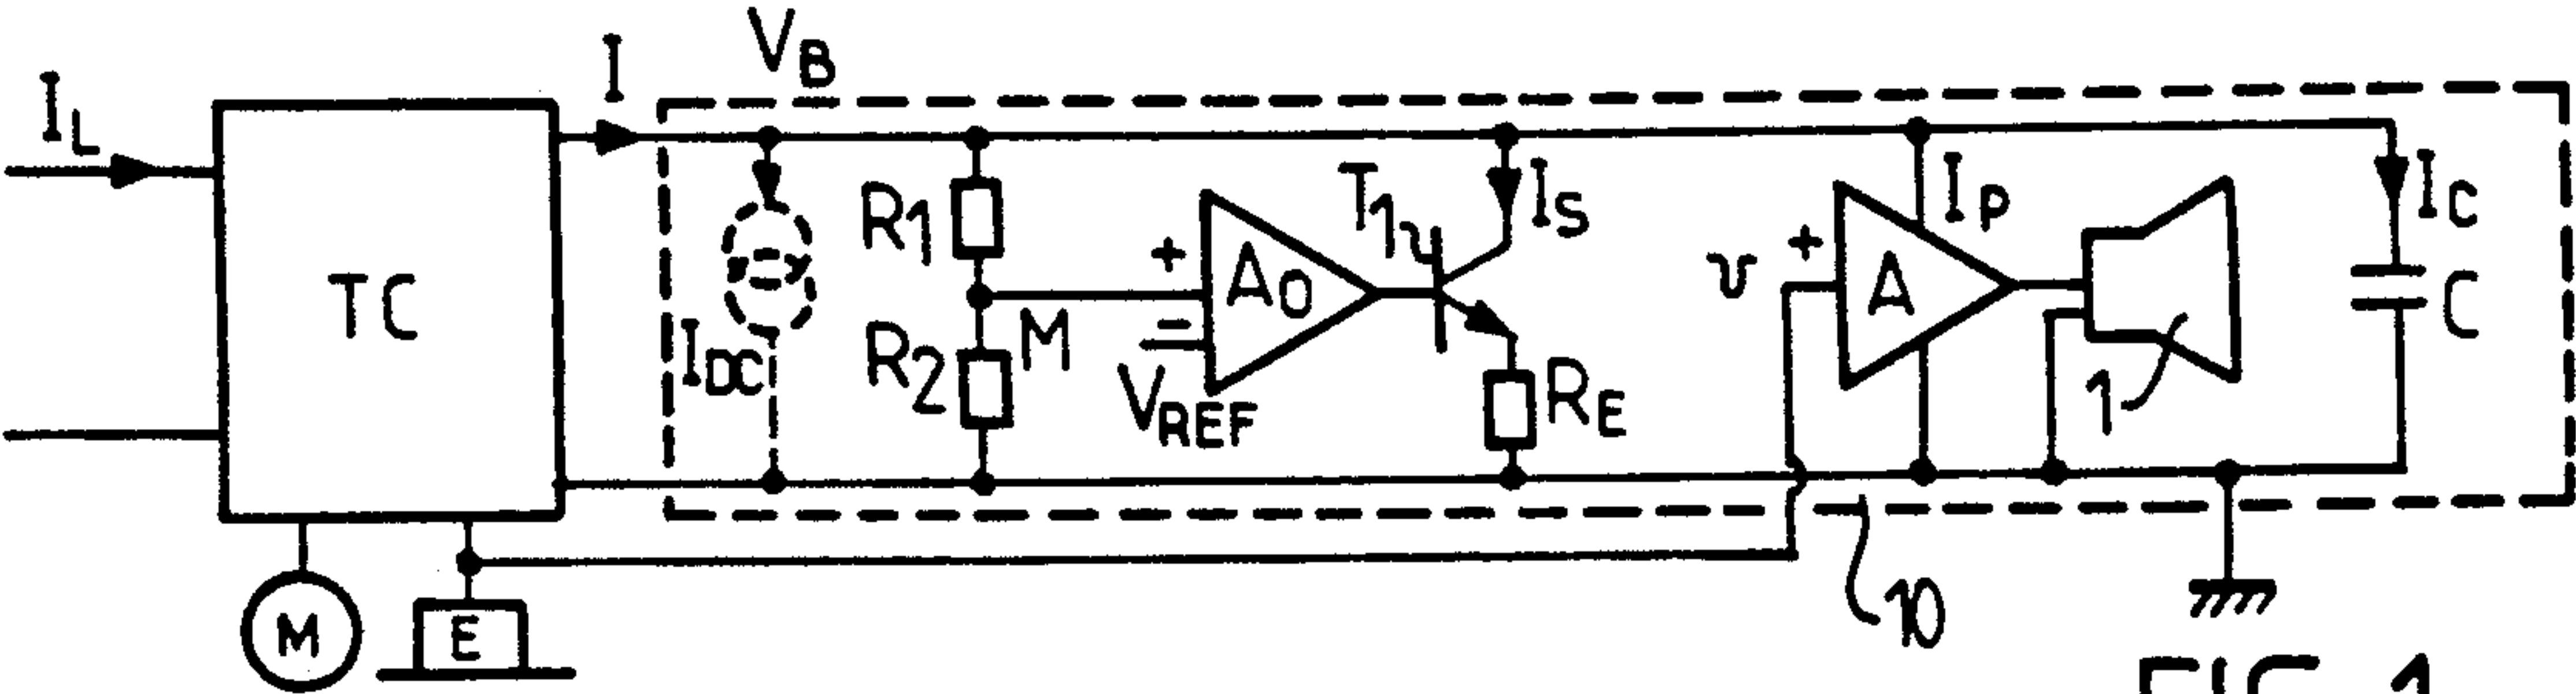 I_L
TC
M
E
I
V_B
I_DC
R1
R2
M
+
-
V_REF
A0
T1
I_S
R_E
v
+
A
I_P
1
I_C
C
10
FIG.1